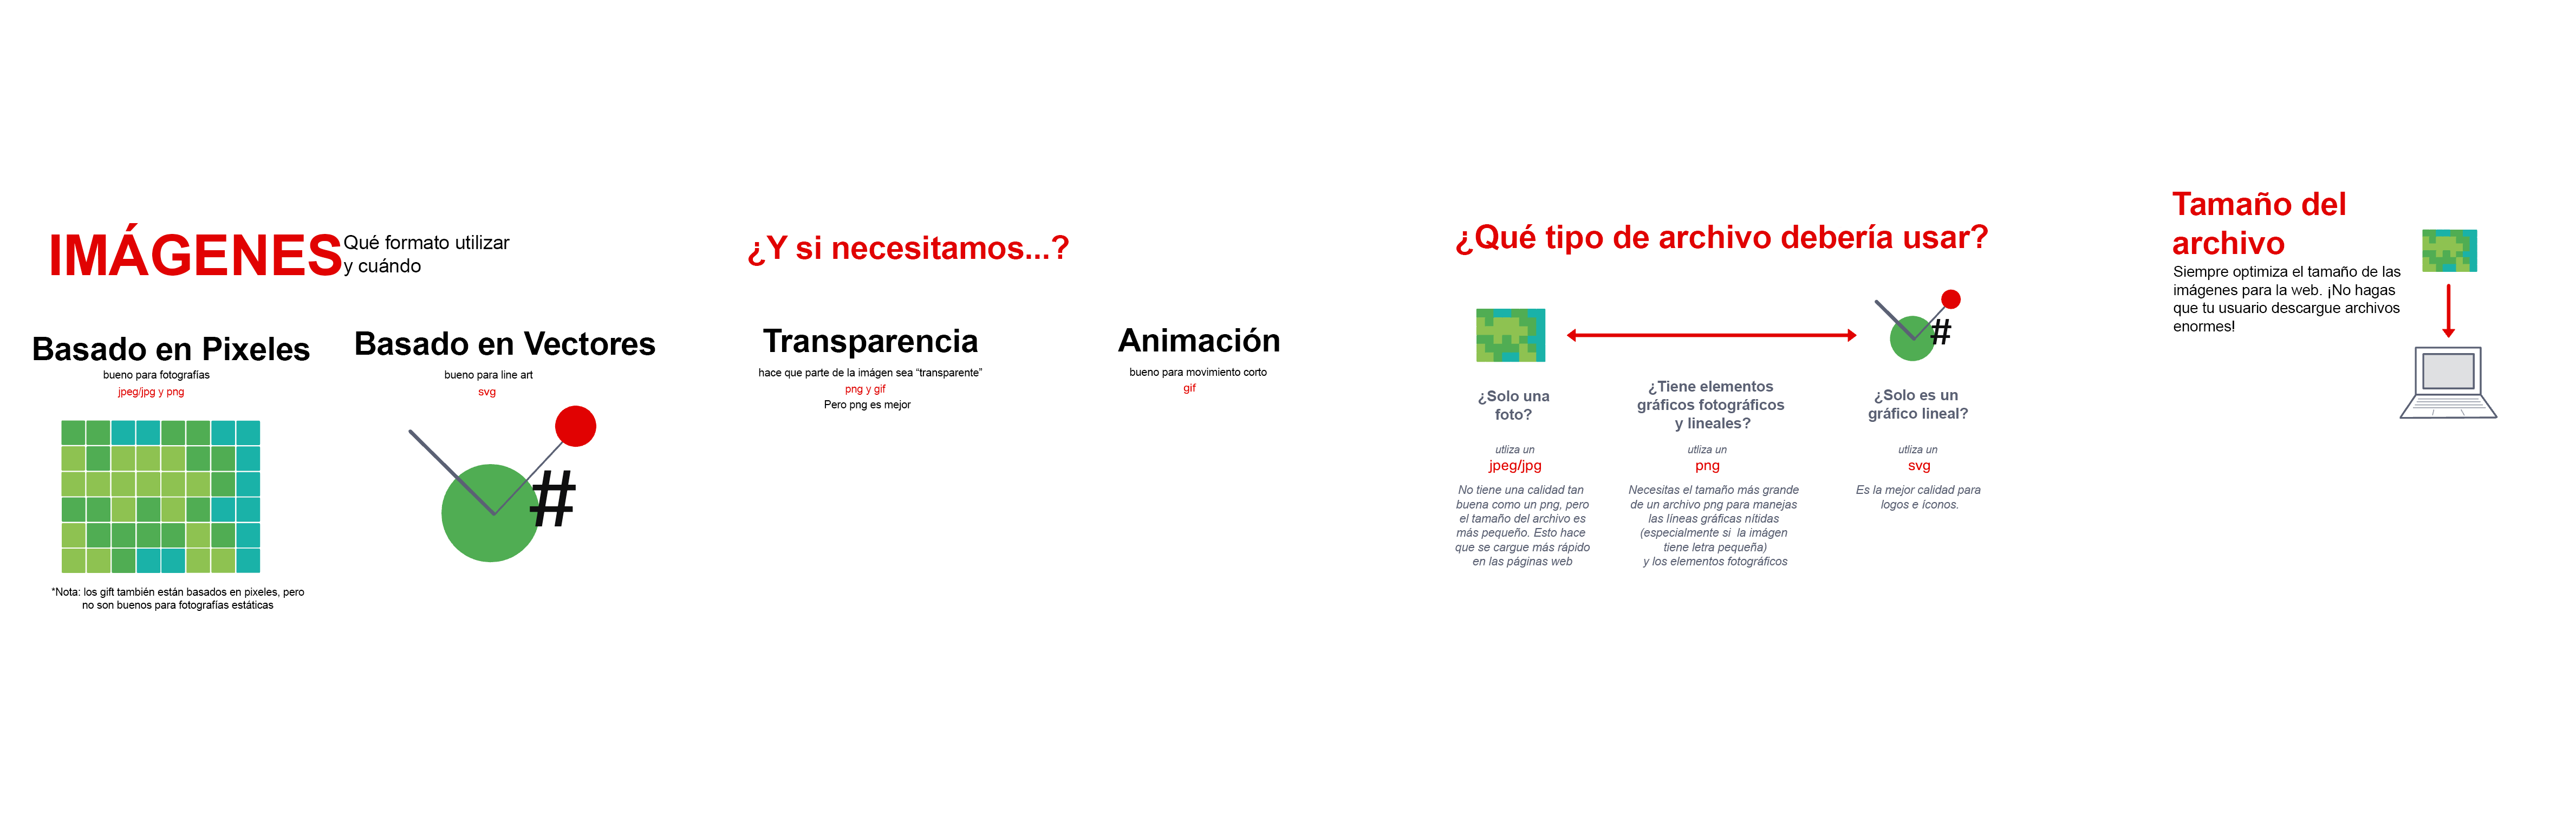 IMÁGENES
Qué formato utilizar
y cuándo
Basado en Pixeles
bueno para fotografías
jpeg/jpg y png
*Nota: los gift también están basados en pixeles, pero
no son buenos para fotografías estáticas
Basado en Vectores
bueno para line art
svg
#
¿Y si necesitamos...?
Transparencia
hace que parte de la imágen sea “transparente”
png y gif
Pero png es mejor
Animación
bueno para movimiento corto
gif
¿Qué tipo de archivo debería usar?
#
¿Solo una
foto?
utliza un
jpeg/jpg
No tiene una calidad tan
buena como un png, pero
el tamaño del archivo es
más pequeño. Esto hace
que se cargue más rápido
en las páginas web
¿Tiene elementos
gráficos fotográficos
y lineales?
utliza un
png
Necesitas el tamaño más grande
de un archivo png para manejas
las líneas gráficas nítidas
(especialmente si  la imágen
tiene letra pequeña)
y los elementos fotográficos
¿Solo es un
gráfico lineal?
utliza un
svg
Es la mejor calidad para
logos e íconos.
Tamaño del
archivo
Siempre optimiza el tamaño de las
imágenes para la web. ¡No hagas
que tu usuario descargue archivos
enormes!